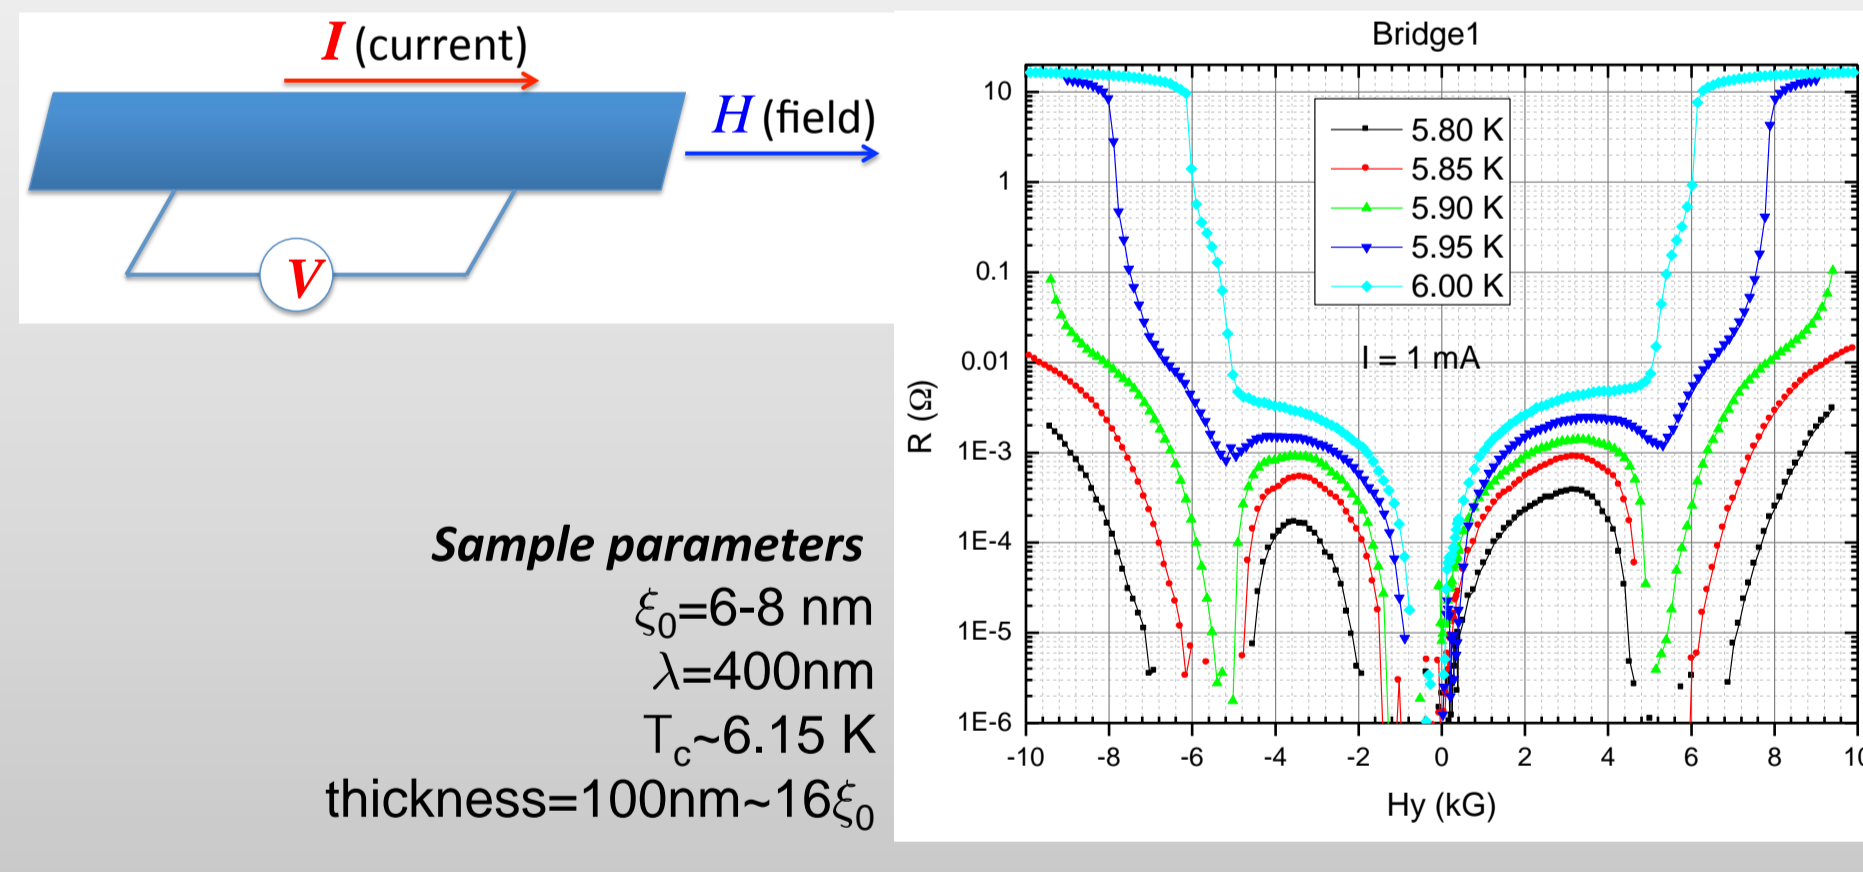 I (current)
H (field)
V
Sample parameters
ξ₀=6-8 nm
λ=400nm
T_c~6.15 K
thickness=100nm~16ξ₀
Bridge1
5.80 K
5.85 K
5.90 K
5.95 K
6.00 K
I = 1 mA
R (Ω)
10
1
0.1
0.01
1E-3
1E-4
1E-5
1E-6
-10 -8 -6 -4 -2 0 2 4 6 8 10
Hy (kG)